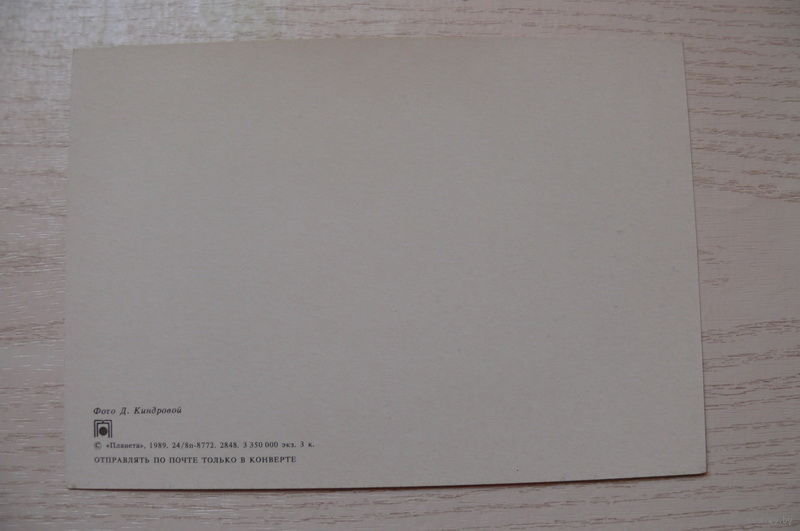 Фото Д. Киндровой
© «Планета», 1989. 24/8п-8772. 2848. 3 350 000 экз. 3 к.
ОТПРАВЛЯТЬ ПО ПОЧТЕ ТОЛЬКО В КОНВЕРТЕ